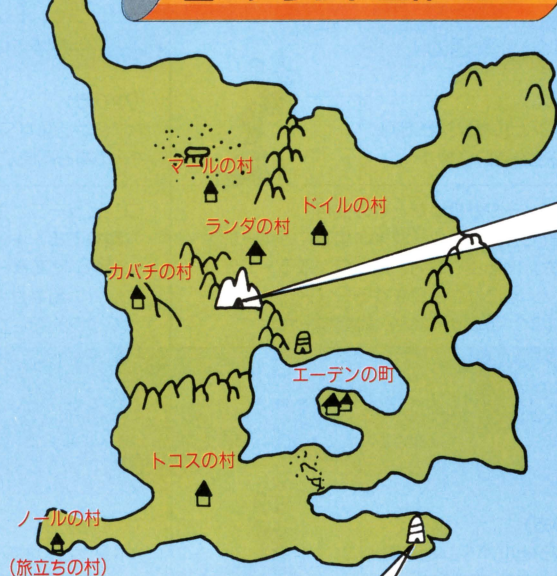 マールの村
ドイルの村
ランダの村
カバチの村
エーデンの町
トコスの村
ノールの村
(旅立ちの村)